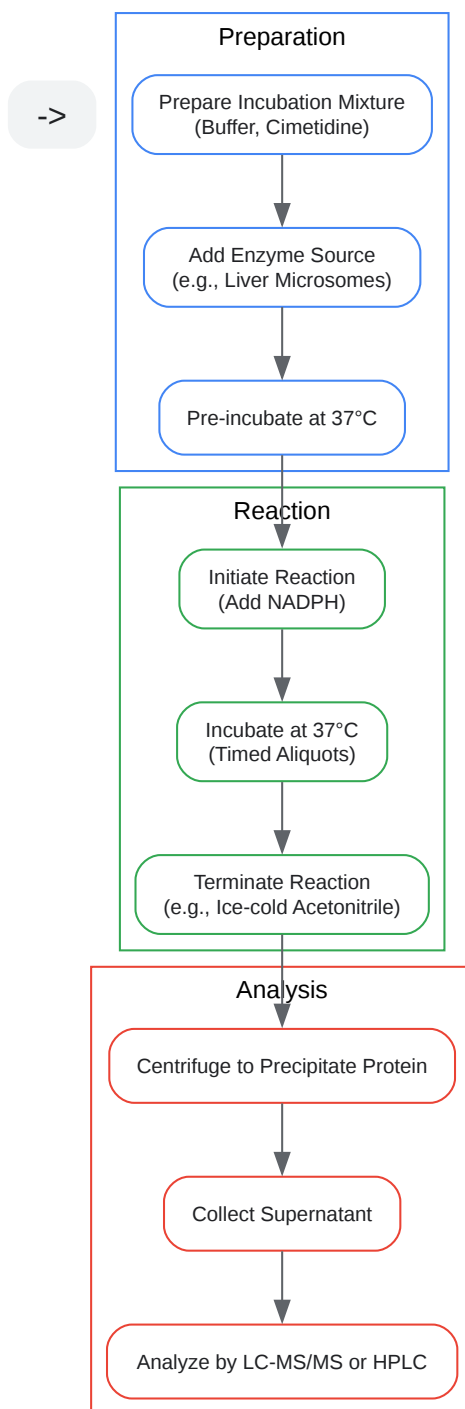 Preparation
->
Prepare Incubation Mixture
(Buffer, Cimetidine)
Add Enzyme Source
(e.g., Liver Microsomes)
Pre-incubate at 37°C
Reaction
Initiate Reaction
(Add NADPH)
Incubate at 37°C
(Timed Aliquots)
Terminate Reaction
(e.g., Ice-cold Acetonitrile)
Analysis
Centrifuge to Precipitate Protein
Collect Supernatant
Analyze by LC-MS/MS or HPLC